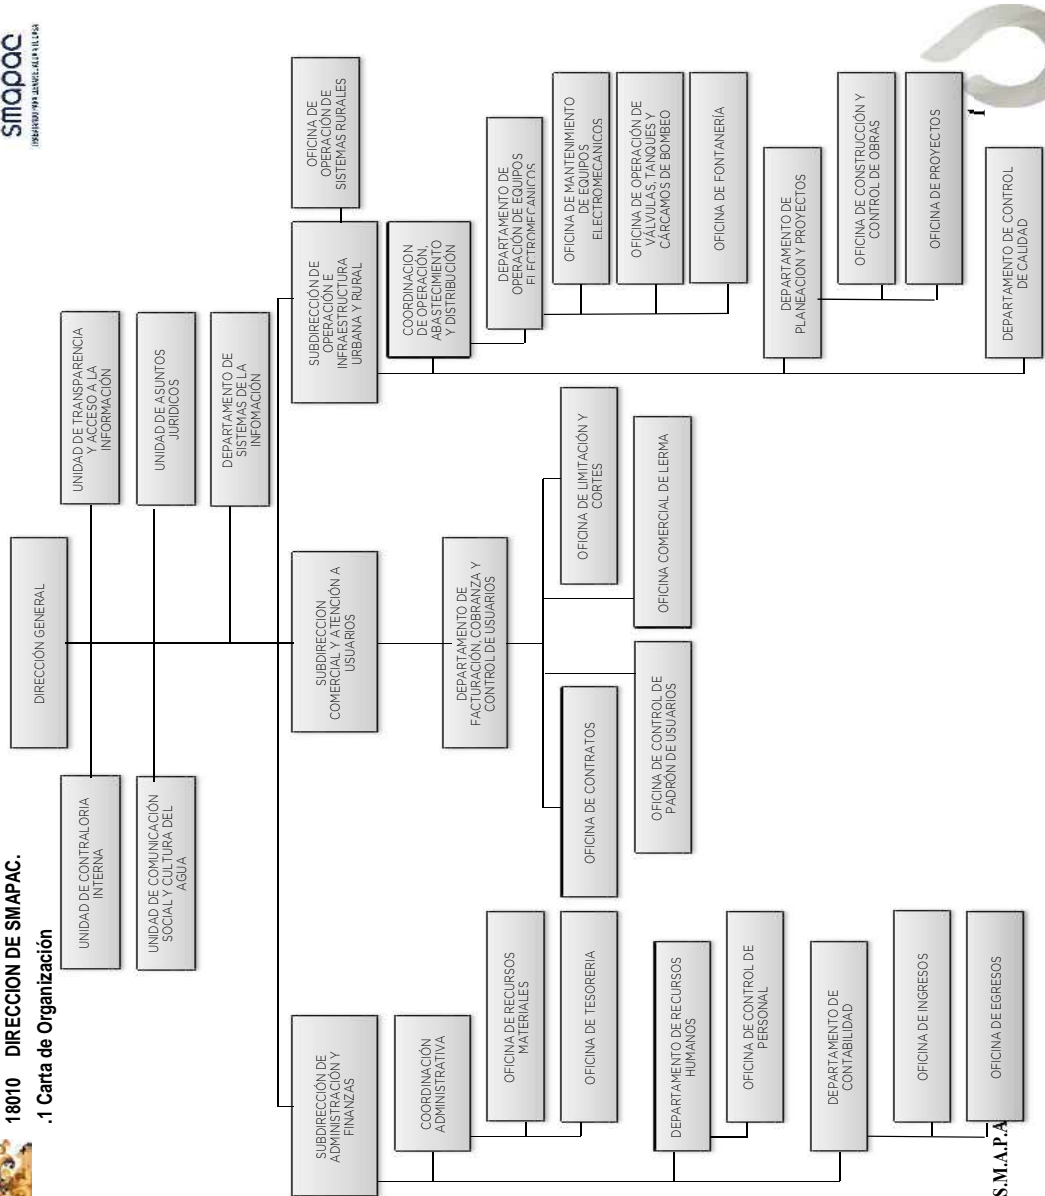 18010 DIRECCION DE SMAPAC.
.1 Carta de Organización
smapac
DIRECCIÓN GENERAL
UNIDAD DE CONTRALORIA
INTERNA
UNIDAD DE TRANSPARENCIA
Y ACCESO A LA
INFORMACIÓN
UNIDAD DE COMUNICACIÓN
SOCIAL Y CULTURA DEL
AGUA
UNIDAD DE ASUNTOS
JURIDICOS
DEPARTAMENTO DE
SISTEMAS DE LA
INFOMACIÓN
SUBDIRECCIÓN DE
ADMINISTRACIÓN Y
FINANZAS
COORDINACIÓN
ADMINISTRATIVA
OFICINA DE RECURSOS
MATERIALES
OFICINA DE TESORERIA
DEPARTAMENTO DE RECURSOS
HUMANOS
OFICINA DE CONTROL DE
PERSONAL
DEPARTAMENTO DE
CONTABILIDAD
OFICINA DE INGRESOS
OFICINA DE EGRESOS
SUBDIRECCION
COMERCIAL Y ATENCIÓN A
USUARIOS
DEPARTAMENTO DE
FACTURACIÓN, COBRANZA Y
CONTROL DE USUARIOS
OFICINA DE CONTRATOS
OFICINA DE LIMITACIÓN Y
CORTES
OFICINA DE CONTROL DE
PADRÓN DE USUARIOS
OFICINA COMERCIAL DE LERMA
SUBDIRECCIÓN DE
OPERACIÓN E
INFRAESTRUCTURA
URBANA Y RURAL
OFICINA DE
OPERACIÓN DE
SISTEMAS RURALES
COORDINACION
DE OPERACIÓN,
ABASTECIMIENTO
Y DISTRIBUCIÓN
DEPARTAMENTO DE
OPERACIÓN DE EQUIPOS
ELECTROMECANICOS
OFICINA DE MANTENIMIENTO
DE EQUIPOS
ELECTROMECANICOS
OFICINA DE OPERACIÓN DE
VÁLVULAS, TANQUES Y
CÁRCAMOS DE BOMBEO
OFICINA DE FONTANERÍA
DEPARTAMENTO DE
PLANEACION Y PROYECTOS
OFICINA DE CONSTRUCCIÓN Y
CONTROL DE OBRAS
OFICINA DE PROYECTOS
DEPARTAMENTO DE CONTROL
DE CALIDAD
S.M.A.P.A
1